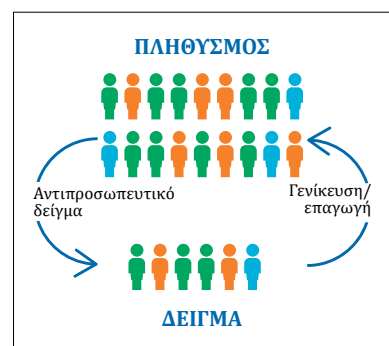 ΠΛΗΘΥΣΜΟΣ
Αντιπροσωπευτικό
δείγμα
Γενίκευση/
επαγωγή
ΔΕΙΓΜΑ